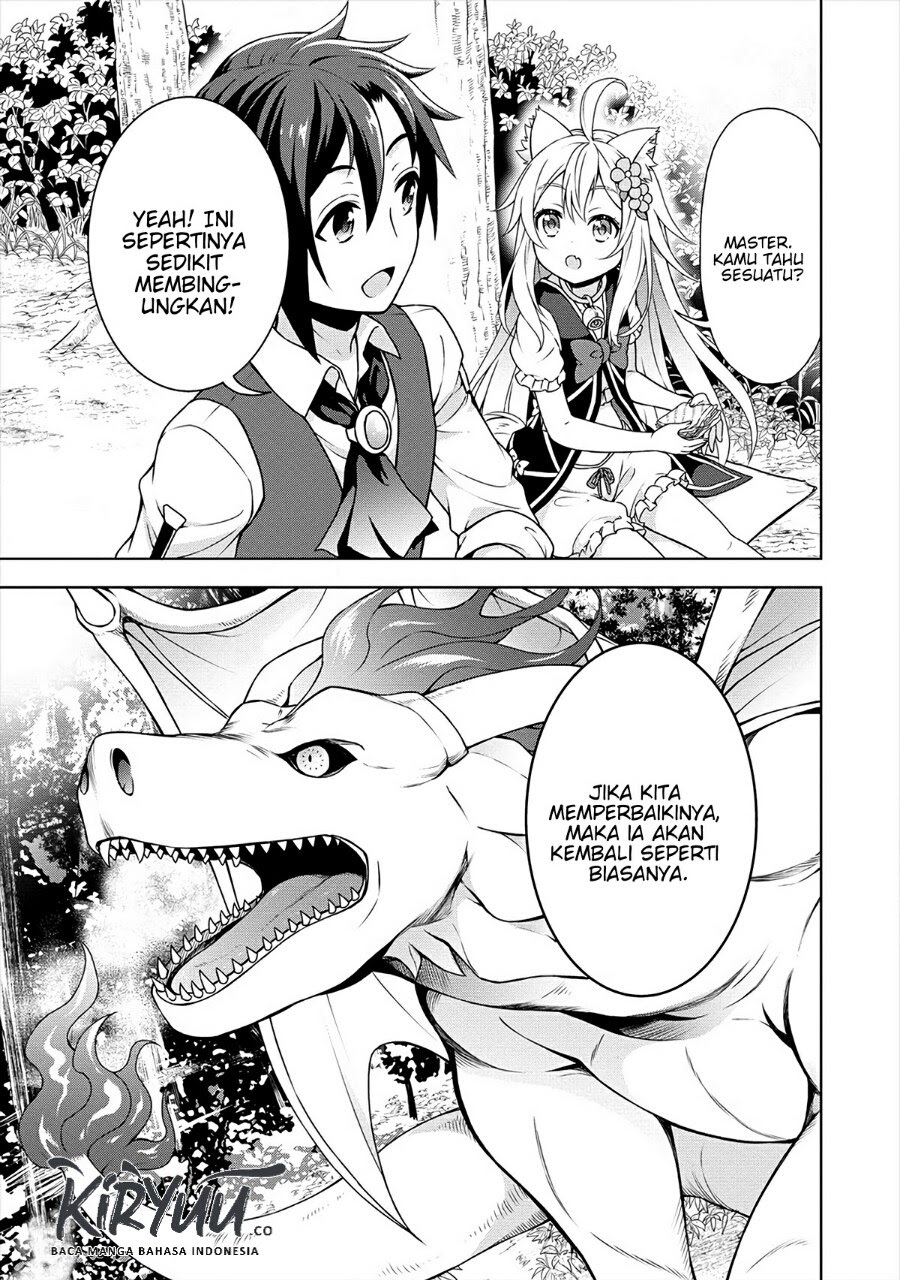 MASTER.
KAMU TAHU
SESUATU?
YEAH! INI
SEPERTINYA
SEDIKIT
MEMBING-
UNGKAN!
JIKA KITA
MEMPERBAIKINYA,
MAKA IA AKAN
KEMBALI SEPERTI
BIASANYA.
KIRYUU.CO
BACA MANGA BAHASA INDONESIA